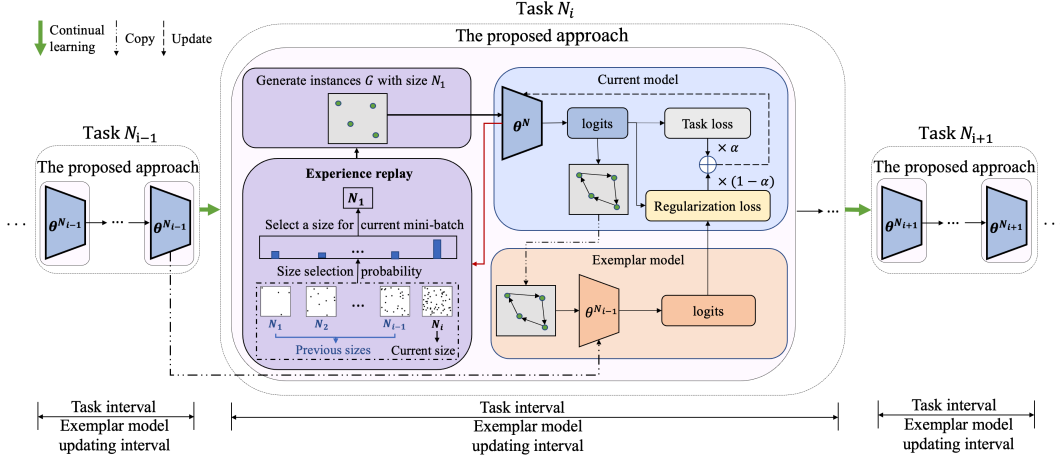 Task N_i
The proposed approach
Continual
learning
Copy
Update
Generate instances G with size N_1
Current model
θ^N
logits
Task loss
× α
× (1 − α)
Regularization loss
Task N_{i-1}
The proposed approach
θ^{N_{i-1}}
...
θ^{N_{i-1}}
...
Experience replay
N_1
Select a size for current mini-batch
...
Size selection probability
...
N_1
N_2
N_{i-1}
N_i
Previous sizes
Current size
Exemplar model
θ^{N_{i-1}}
logits
...
Task N_{i+1}
The proposed approach
θ^{N_{i+1}}
...
θ^{N_{i+1}}
...
Task interval
Exemplar model
updating interval
Task interval
Exemplar model
updating interval
Task interval
Exemplar model
updating interval